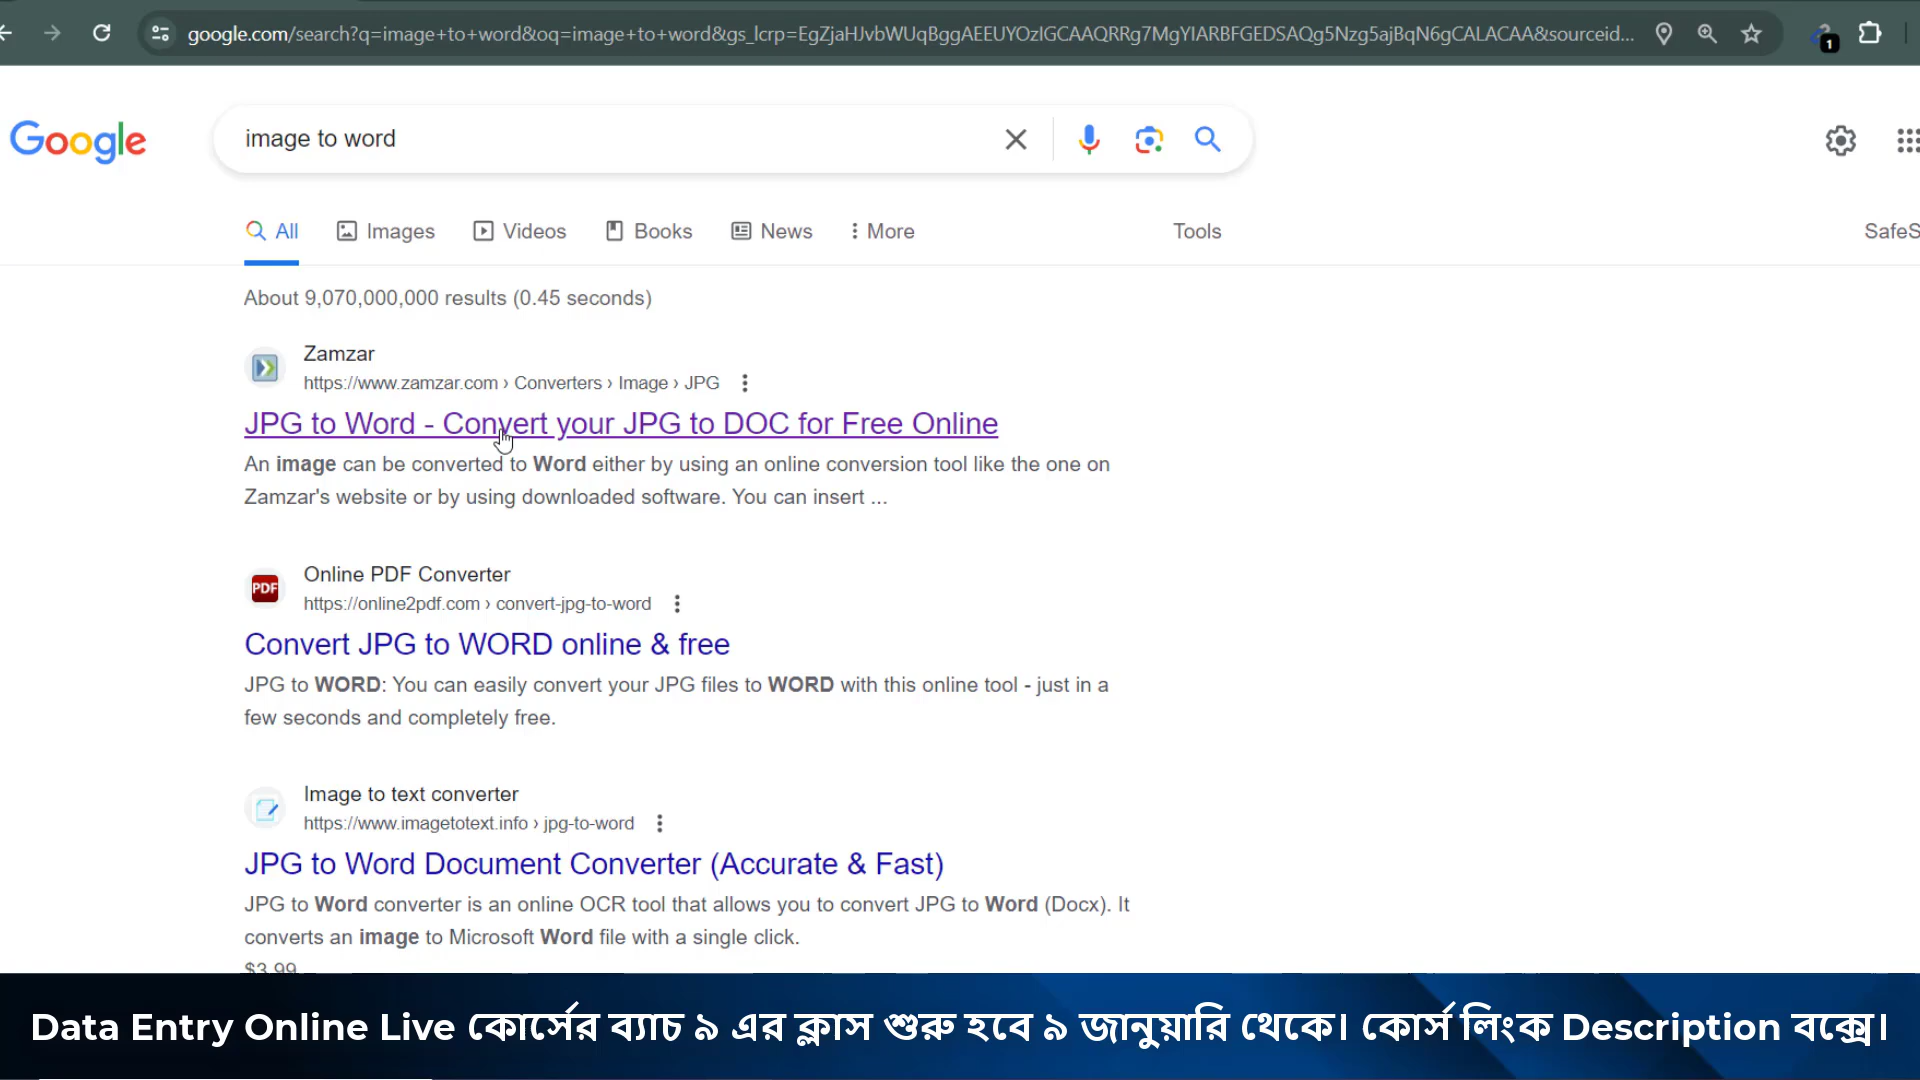 google.com/search?q=image+to+word&oq=image+to+word&gs_lcrp=EgZjaHJvbWUqBggAEEUYOzIGCAAQRRg7MgYIARBFGEDSAQg5Nzg5ajBqN6gCALACAA&sourceid...
1
Google
image to word
All Images Videos Books News More Tools SafeS
About 9,070,000,000 results (0.45 seconds)
Zamzar
https://www.zamzar.com › Converters › Image › JPG
JPG to Word - Convert your JPG to DOC for Free Online
An image can be converted to Word either by using an online conversion tool like the one on
Zamzar's website or by using downloaded software. You can insert ...
PDF
Online PDF Converter
https://online2pdf.com › convert-jpg-to-word
Convert JPG to WORD online & free
JPG to WORD: You can easily convert your JPG files to WORD with this online tool - just in a
few seconds and completely free.
Image to text converter
https://www.imagetotext.info › jpg-to-word
JPG to Word Document Converter (Accurate & Fast)
JPG to Word converter is an online OCR tool that allows you to convert JPG to Word (Docx). It
converts an image to Microsoft Word file with a single click.
$3.99
Data Entry Online Live কোর্সের ব্যাচ ৯ এর ক্লাস শুরু হবে ৯ জানুয়ারি থেকে। কোর্স লিংক Description বক্সে।